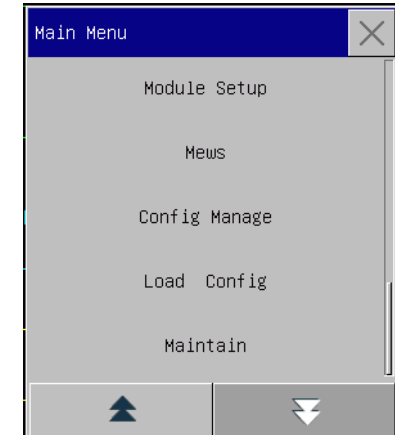 Main Menu
Module Setup
Mews
Config Manage
Load Config
Maintain